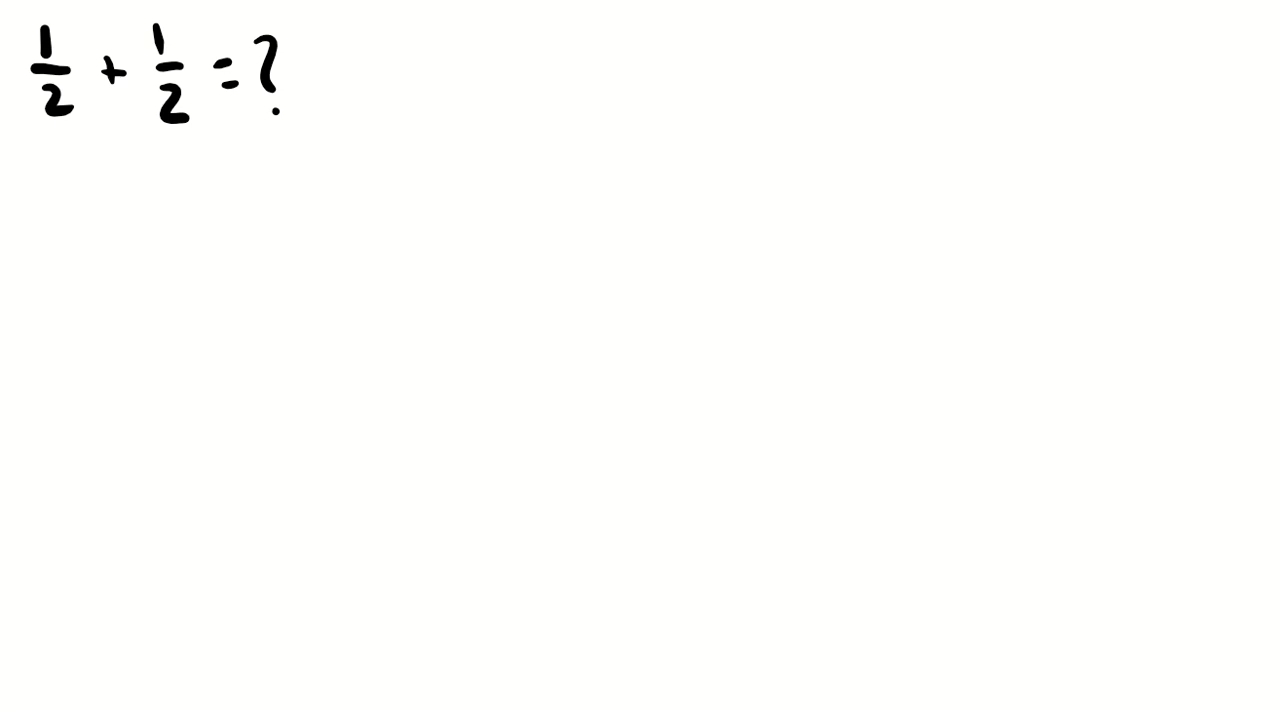 1/2 + 1/2 = ?